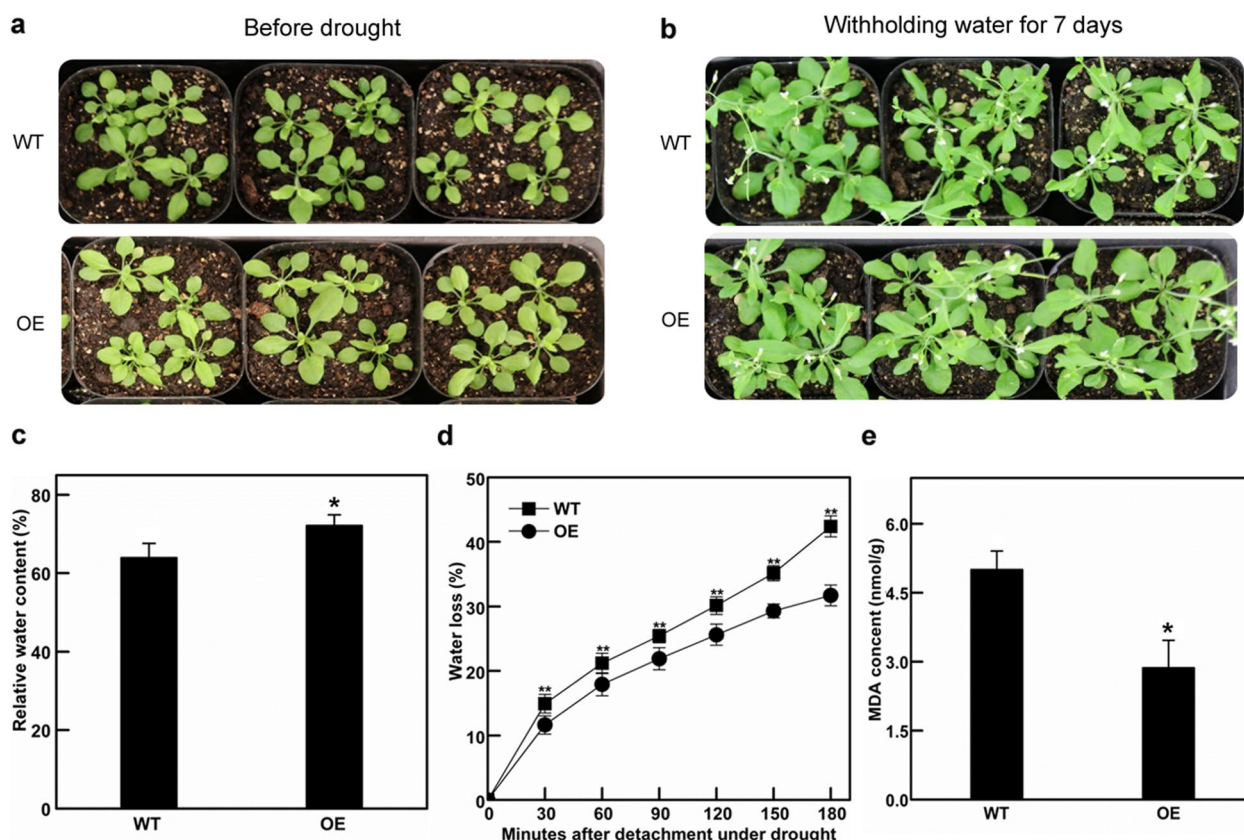 a
Before drought
b
Withholding water for 7 days
WT
WT
OE
OE
c
Relative water content (%)
80
60
40
20
0
*
WT
OE
d
Water loss (%)
50
40
30
20
10
0
WT
OE
**
**
**
**
**
**
0 30 60 90 120 150 180
Minutes after detachment under drought
e
MDA concent (nmol/g)
6.0
4.5
3.0
1.5
0.0
*
WT
OE